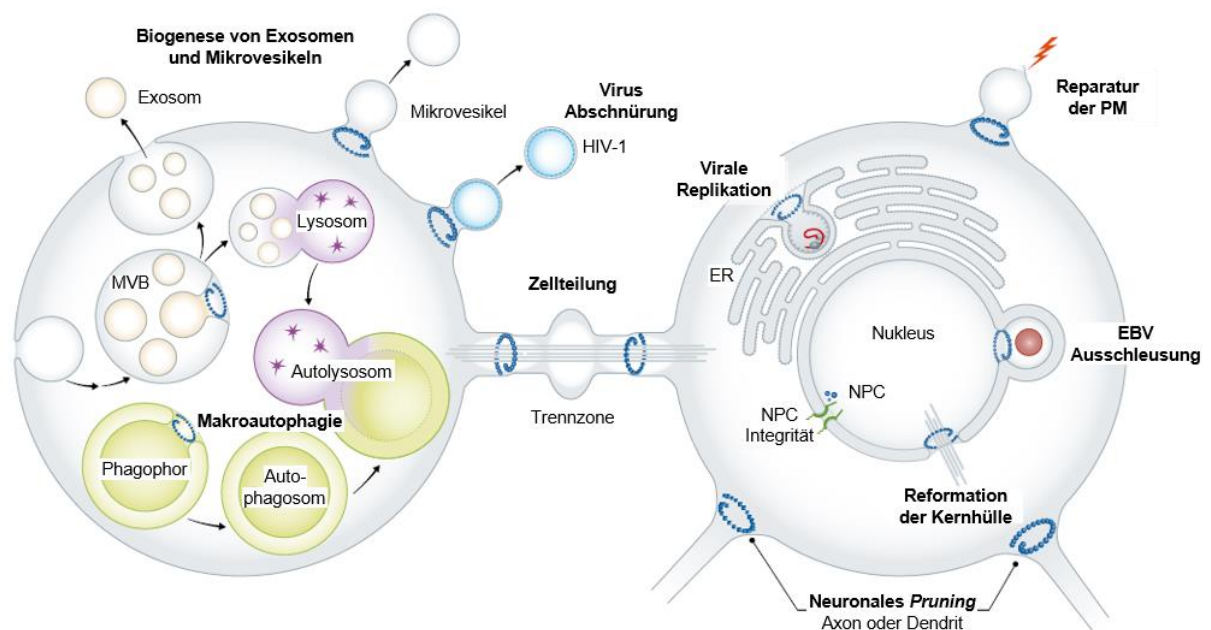 Biogenese von Exosomen
und Mikrovesikeln
Exosom
Mikrovesikel
Virus
Abschnürung
HIV-1
Lysosom
MVB
Autolysosom
Makroautophagie
Phagophor
Auto-
phagosom
Zellteilung
Trennzone
Reparatur
der PM
Virale
Replikation
ER
Nukleus
EBV
Ausschleusung
NPC
NPC
Integrität
Reformation
der Kernhülle
Neuronales Pruning
Axon oder Dendrit